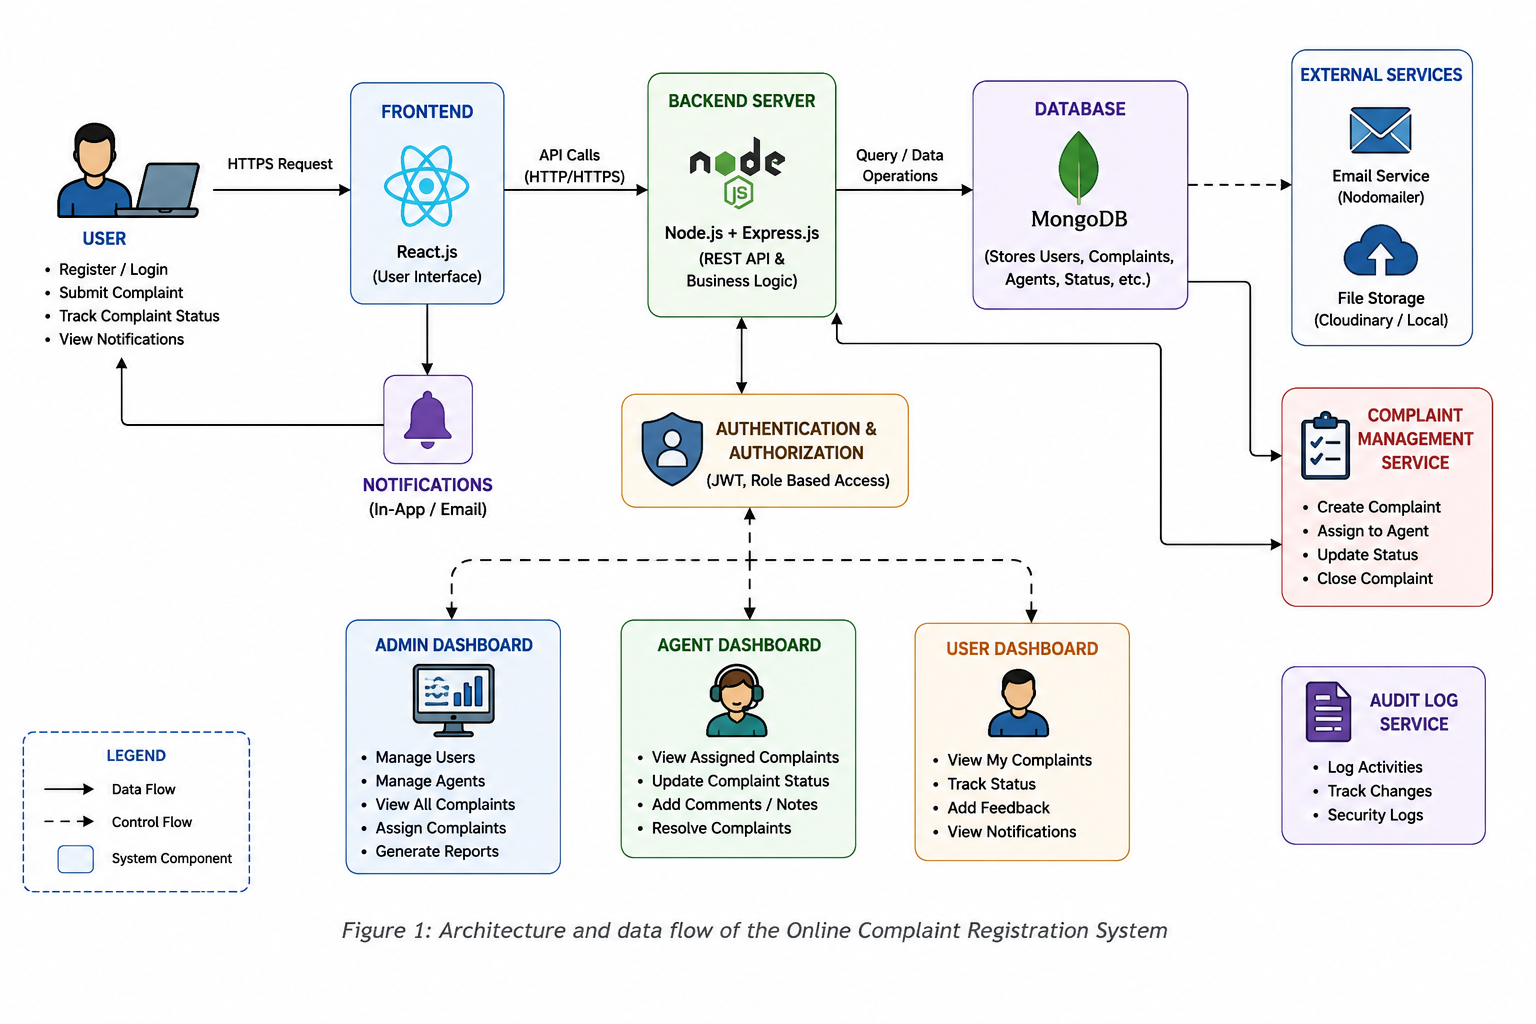 HTTPS Request
USER
• Register / Login
• Submit Complaint
• Track Complaint Status
• View Notifications
FRONTEND
React.js
(User Interface)
NOTIFICATIONS
(In-App / Email)
API Calls
(HTTP/HTTPS)
BACKEND SERVER
node
JS
Node.js + Express.js
(REST API &
Business Logic)
Query / Data
Operations
DATABASE
MongoDB
(Stores Users, Complaints,
Agents, Status, etc.)
EXTERNAL SERVICES
Email Service
(Nodomailer)
File Storage
(Cloudinary / Local)
AUTHENTICATION &
AUTHORIZATION
(JWT, Role Based Access)
COMPLAINT
MANAGEMENT
SERVICE
• Create Complaint
• Assign to Agent
• Update Status
• Close Complaint
ADMIN DASHBOARD
• Manage Users
• Manage Agents
• View All Complaints
• Assign Complaints
• Generate Reports
AGENT DASHBOARD
• View Assigned Complaints
• Update Complaint Status
• Add Comments / Notes
• Resolve Complaints
USER DASHBOARD
• View My Complaints
• Track Status
• Add Feedback
• View Notifications
AUDIT LOG
SERVICE
• Log Activities
• Track Changes
• Security Logs
LEGEND
Data Flow
Control Flow
System Component
Figure 1: Architecture and data flow of the Online Complaint Registration System